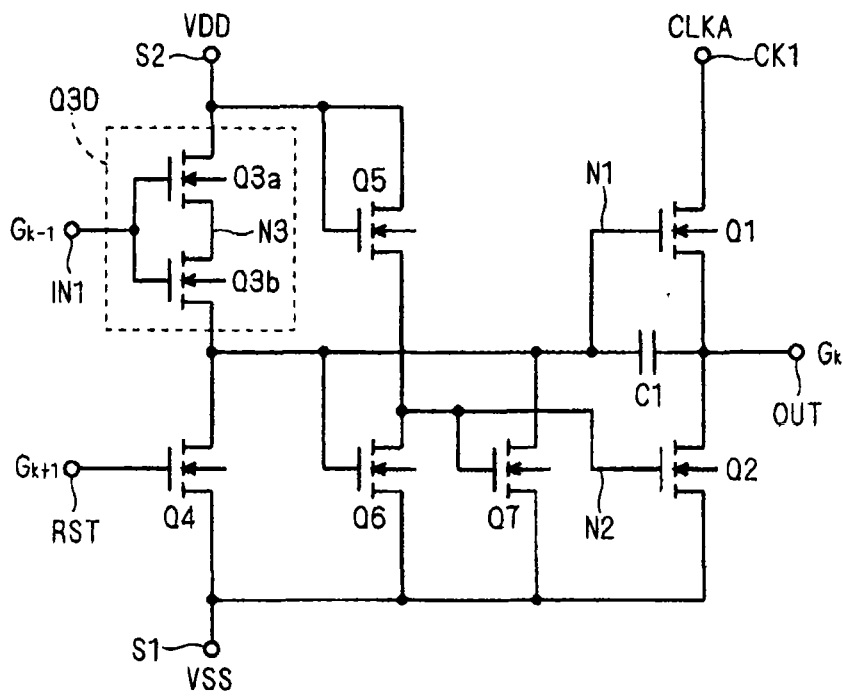 VDD
CLKA
S2
CK1
Q3D
Q3a
Q5
N1
Gk-1
N3
Q1
IN1
Q3b
C1
Gk
OUT
Gk+1
Q4
Q6
Q7
Q2
RST
N2
S1
VSS